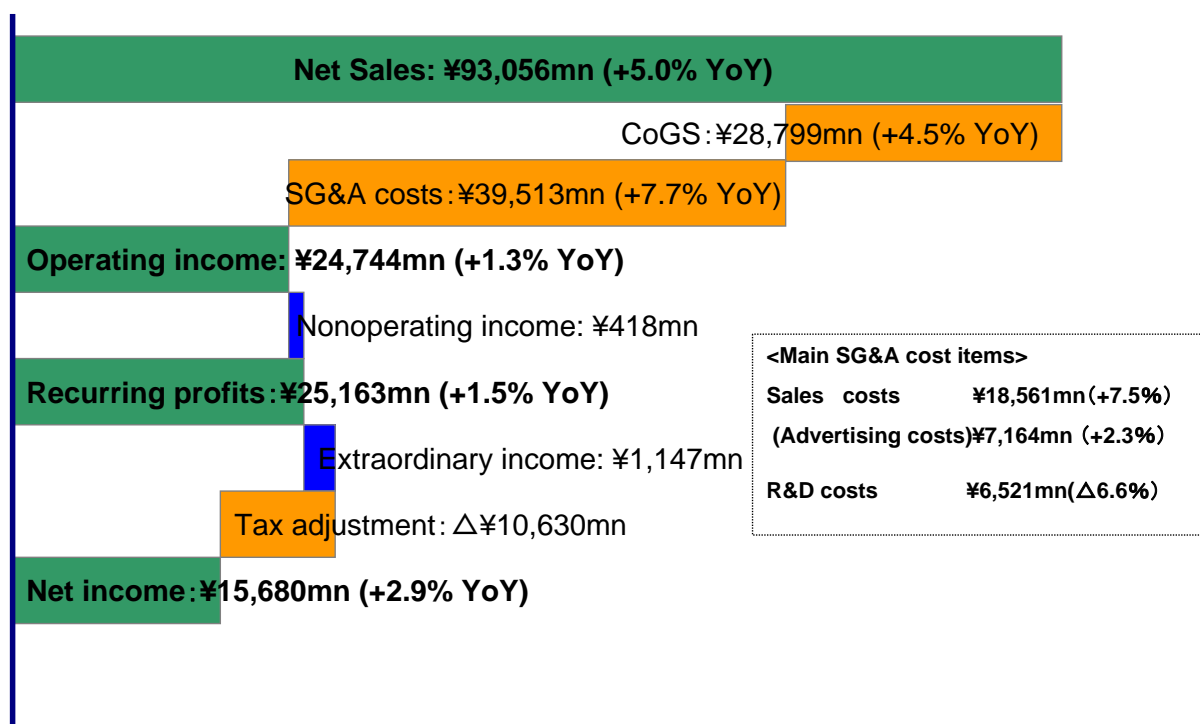 Net Sales: ¥93,056mn (+5.0% YoY)
CoGS：¥28,799mn (+4.5% YoY)
SG&A costs：¥39,513mn (+7.7% YoY)
Operating income: ¥24,744mn (+1.3% YoY)
Nonoperating income: ¥418mn
Recurring profits：¥25,163mn (+1.5% YoY)
Extraordinary income: ¥1,147mn
Tax adjustment：△¥10,630mn
Net income：¥15,680mn (+2.9% YoY)
<Main SG&A cost items>
Sales costs ¥18,561mn（+7.5%）
(Advertising costs)¥7,164mn （+2.3%）
R&D costs ¥6,521mn(△6.6%）